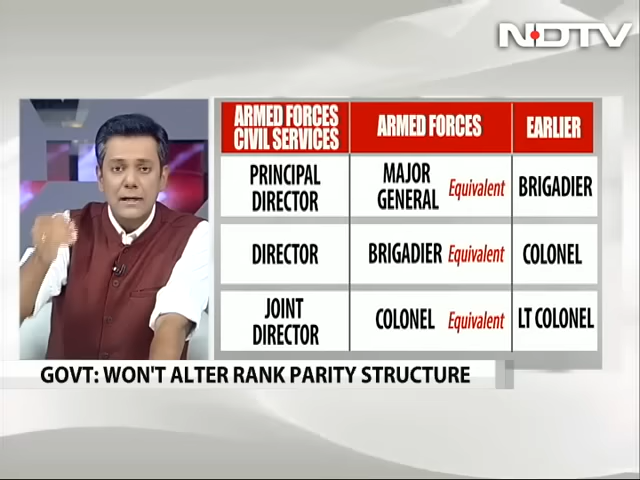 NDTV
ARMED FORCES
CIVIL SERVICES
ARMED FORCES
EARLIER
PRINCIPAL
DIRECTOR
MAJOR
GENERAL
Equivalent
BRIGADIER
DIRECTOR
BRIGADIER
Equivalent
COLONEL
JOINT
DIRECTOR
COLONEL
Equivalent
LT COLONEL
GOVT: WON'T ALTER RANK PARITY STRUCTURE